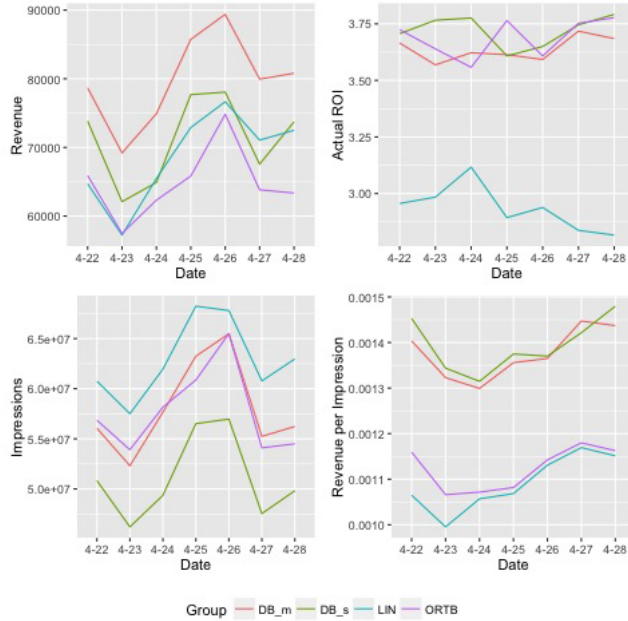 Revenue
90000
80000
70000
60000
4-22 4-23 4-24 4-25 4-26 4-27 4-28
Date
Actual ROI
3.75
3.50
3.25
3.00
4-22 4-23 4-24 4-25 4-26 4-27 4-28
Date
Impressions
6.5e+07
6.0e+07
5.5e+07
5.0e+07
4-22 4-23 4-24 4-25 4-26 4-27 4-28
Date
Revenue per Impression
0.0015
0.0014
0.0013
0.0012
0.0011
0.0010
4-22 4-23 4-24 4-25 4-26 4-27 4-28
Date
Group DB_m DB_s LIN ORTB